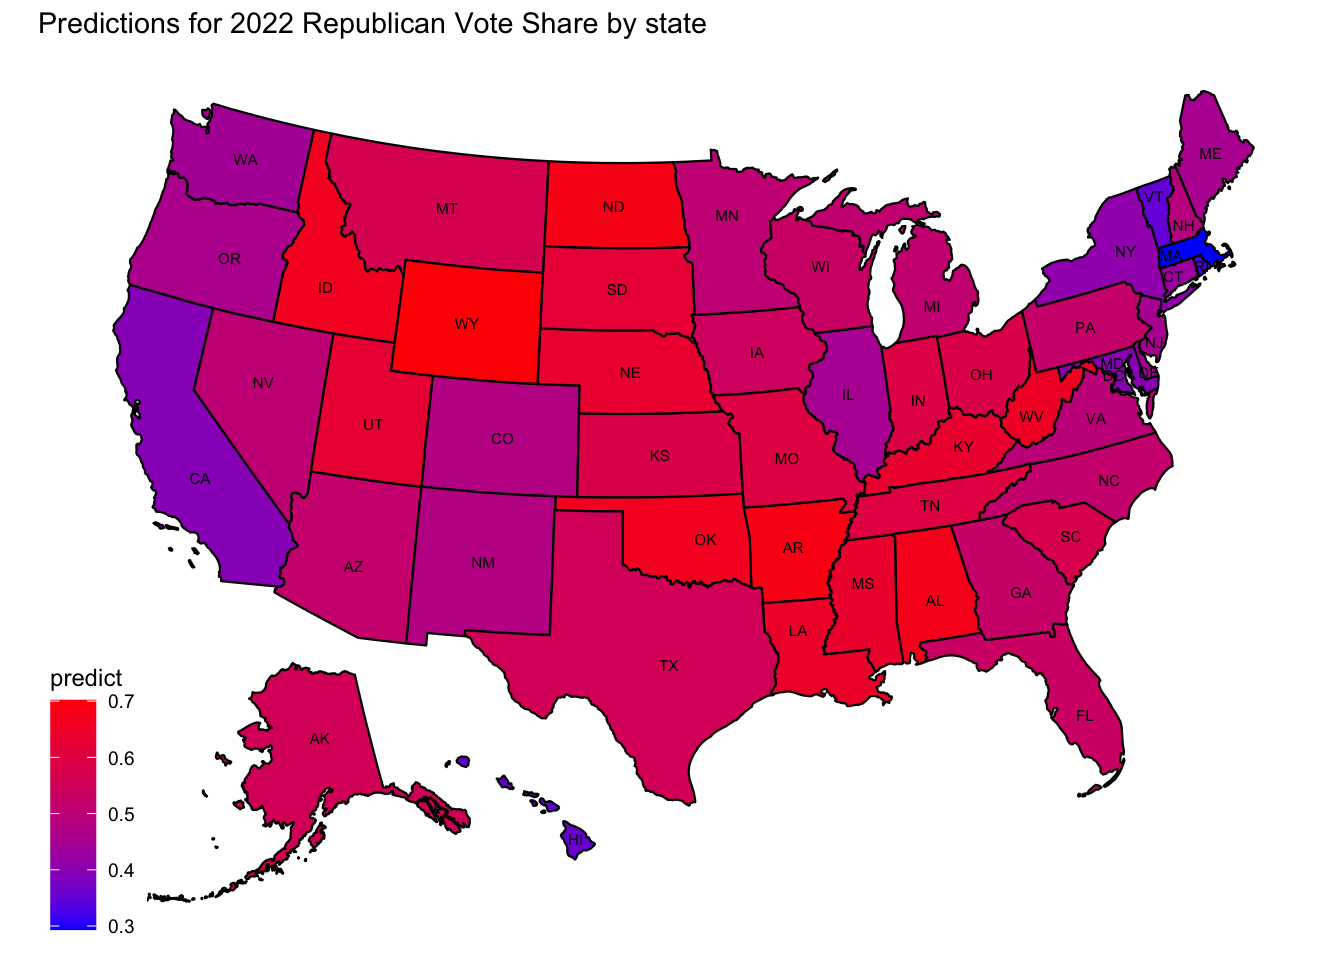 Predictions for 2022 Republican Vote Share by state
WA
ME
MT
ND
VT
MN
NH
OR
NY
MA
WI
RI
CT
ID
SD
MI
WY
PA
NJ
IA
MD
NE
OH
DE
DC
NV
IL
IN
WV
VA
UT
CO
KY
KS
MO
CA
NC
TN
SC
OK
AR
NM
AZ
MS
GA
AL
LA
TX
FL
AK
HI
predict
0.7
0.6
0.5
0.4
0.3